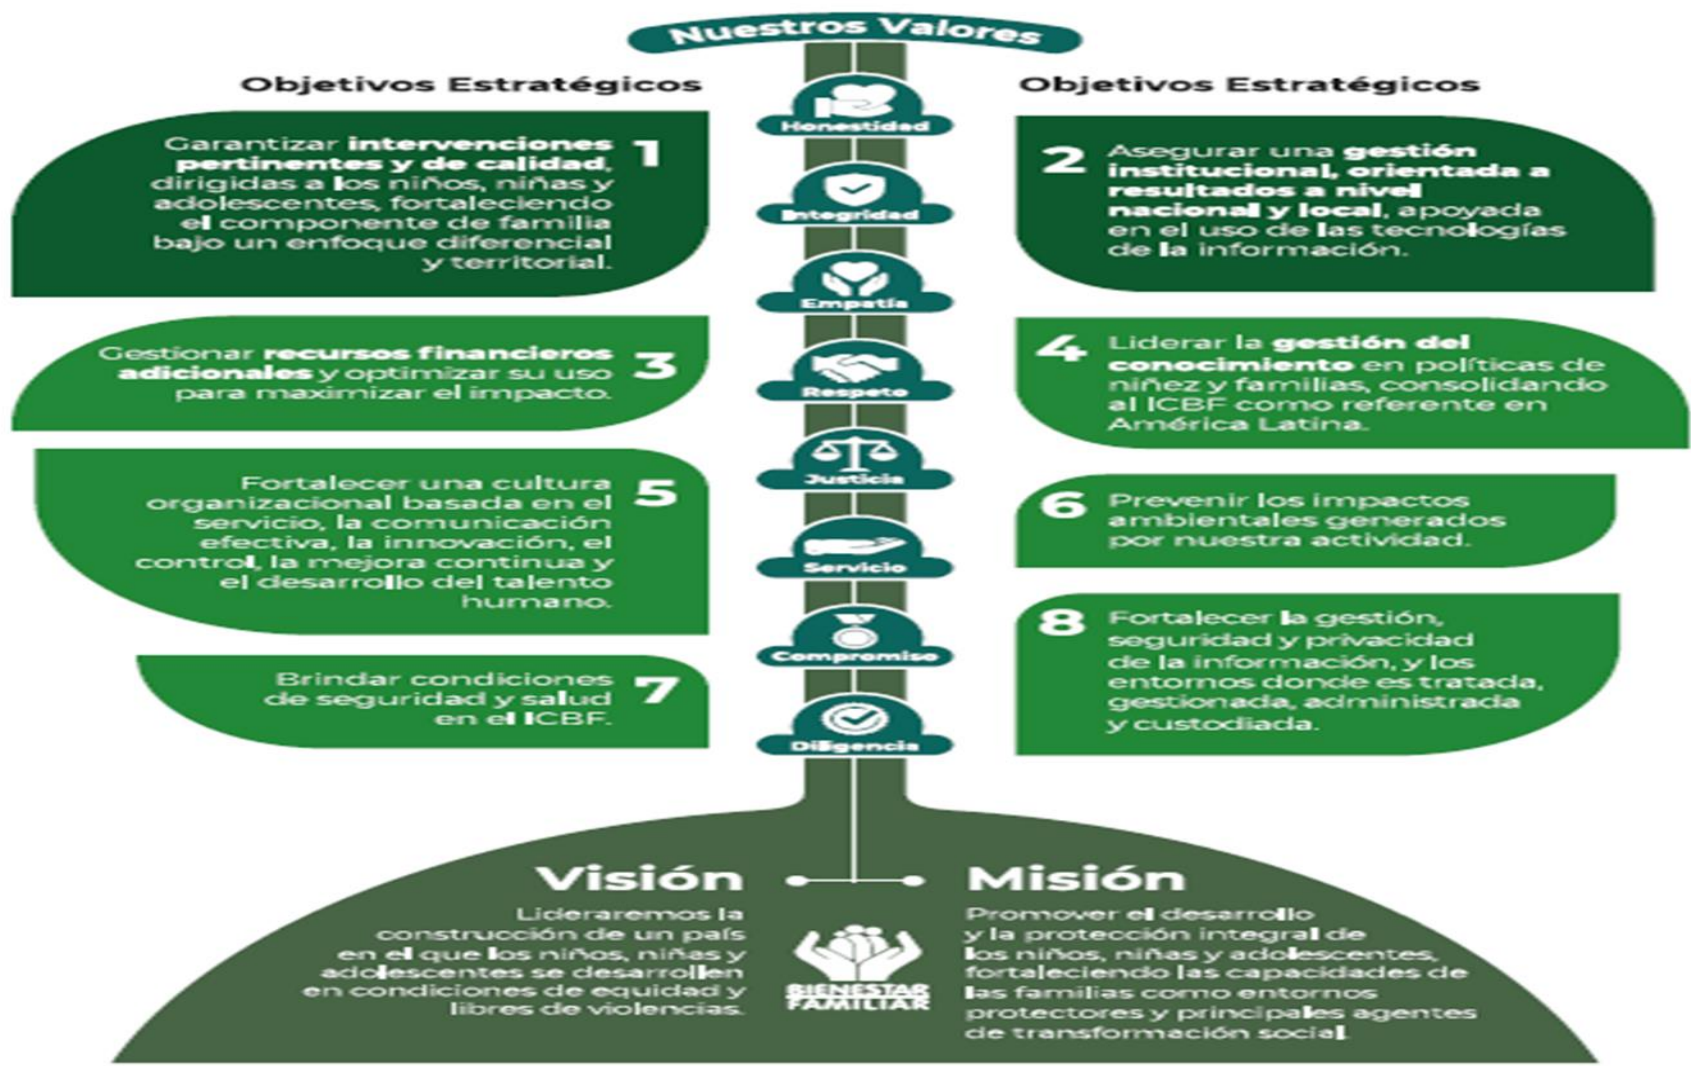 Nuestros Valores
Objetivos Estratégicos
1
Garantizar intervenciones
pertinentes y de calidad,
dirigidas a los niños, niñas y
adolescentes, fortaleciendo
el componente de familia
bajo un enfoque diferencial
y territorial.
3
Gestionar recursos financieros
adicionales y optimizar su uso
para maximizar el impacto.
5
Fortalecer una cultura
organizacional basada en el
servicio, la comunicación
efectiva, la innovación, el
control, la mejora continua y
el desarrollo del talento
humano.
7
Brindar condiciones
de seguridad y salud
en el ICBF.
Honestidad
Integridad
Empatía
Respeto
Justicia
Servicio
Compromiso
Diligencia
Objetivos Estratégicos
2
Asegurar una gestión
institucional, orientada a
resultados a nivel
nacional y local, apoyada
en el uso de las tecnologías
de la información.
4
Liderar la gestión del
conocimiento en políticas de
niñez y familias, consolidando
al ICBF como referente en
América Latina.
6
Prevenir los impactos
ambientales generados
por nuestra actividad.
8
Fortalecer la gestión,
seguridad y privacidad
de la información, y los
entornos donde es tratada,
gestionada, administrada
y custodiada.
Visión
Lideraremos la
construcción de un país
en el que los niños, niñas y
adolescentes se desarrollen
en condiciones de equidad y
libres de violencias.
BIENESTAR
FAMILIAR
Misión
Promover el desarrollo
y la protección integral de
los niños, niñas y adolescentes,
fortaleciendo las capacidades de
las familias como entornos
protectores y principales agentes
de transformación social.